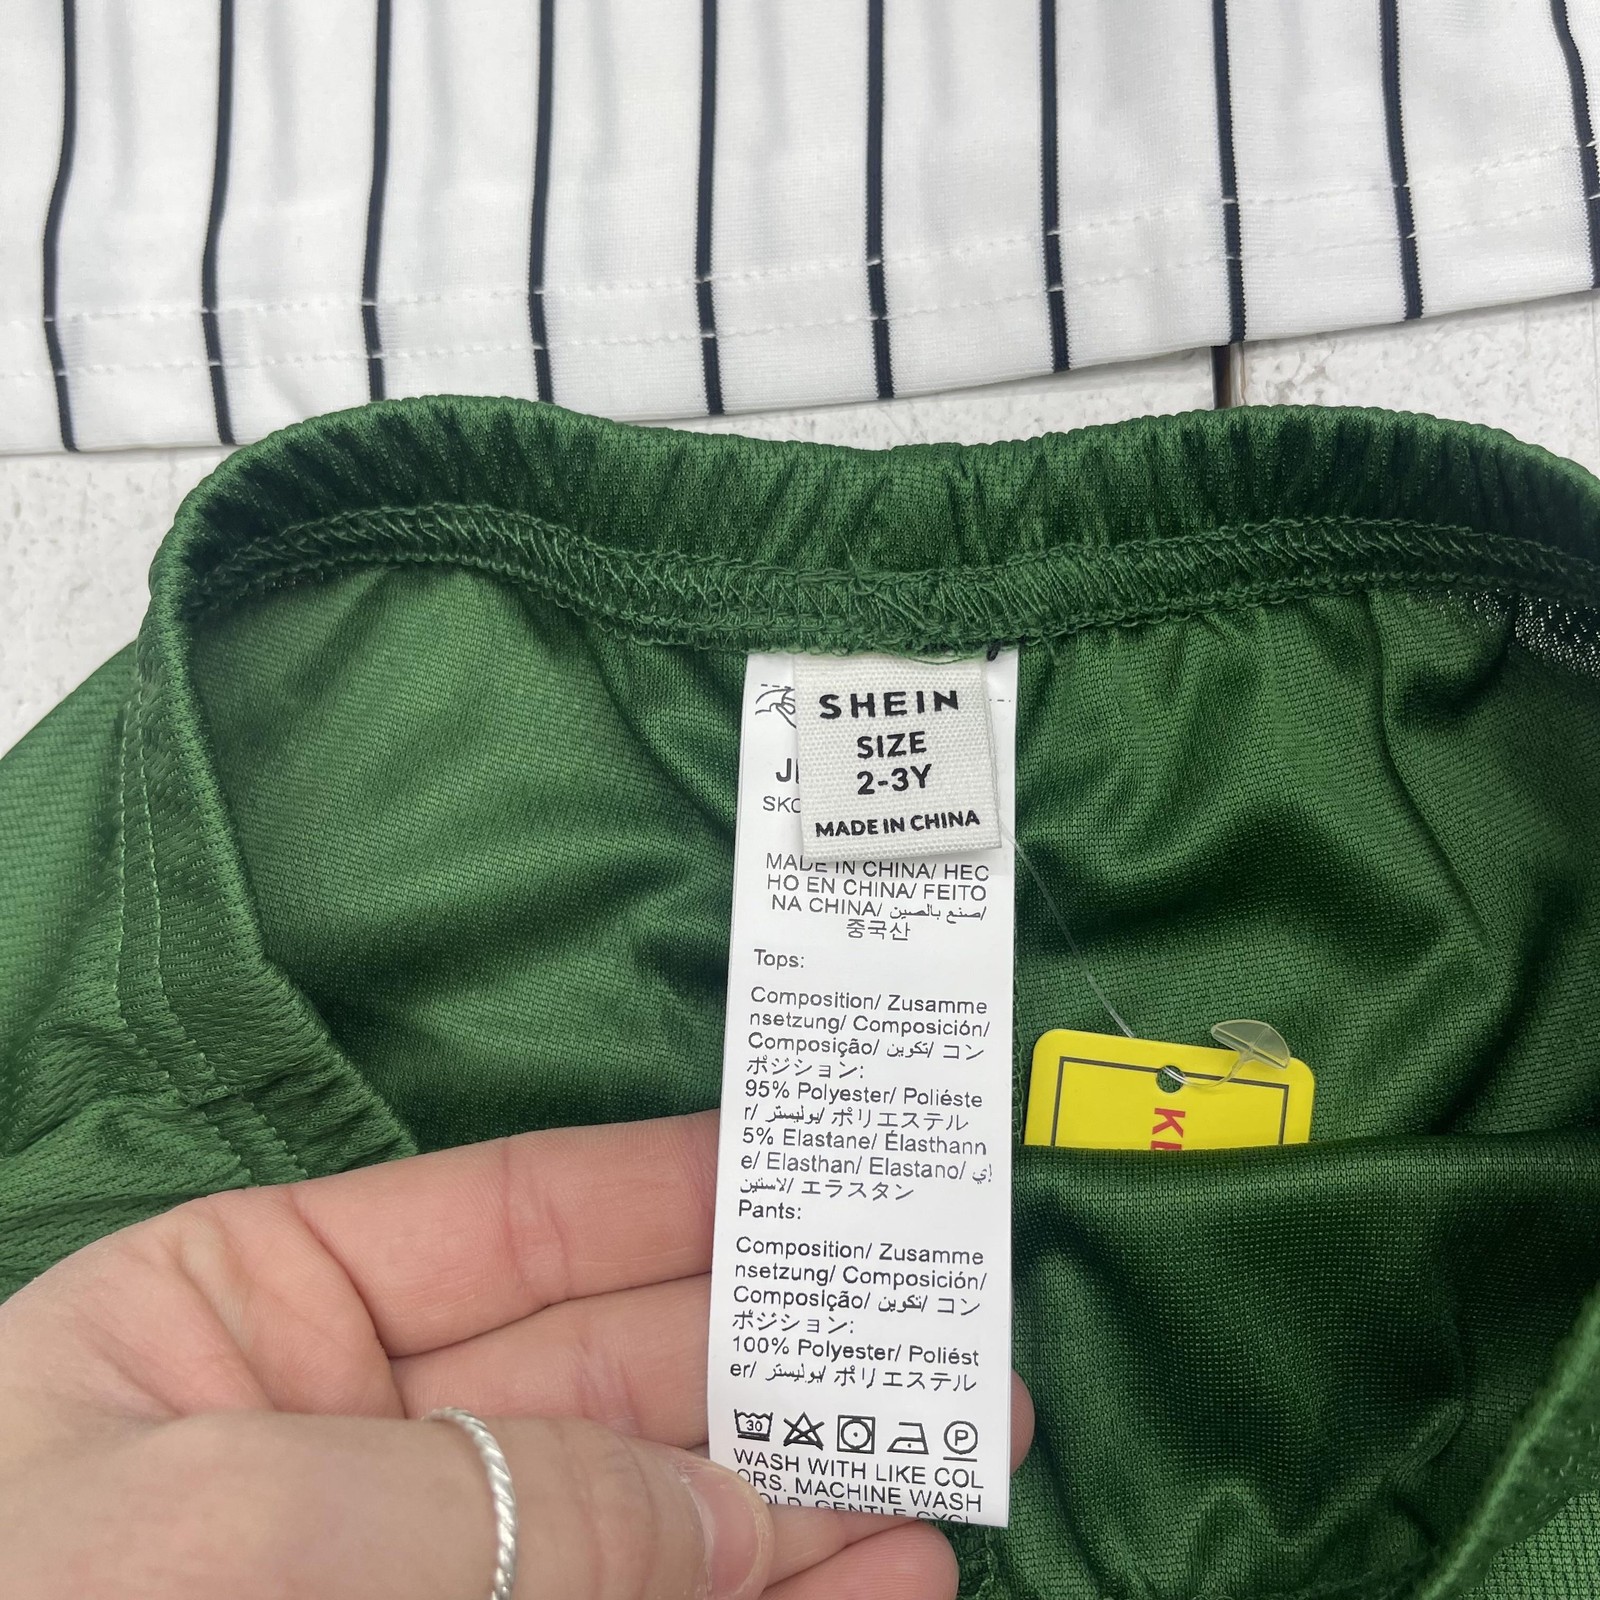 SHEIN
SIZE
2-3Y
MADE IN CHINA
MADE IN CHINA/ HEC
HO EN CHINA/ FEITO
NA CHINA/ صنع بالصين/
중국산
Tops:
Composition/ Zusamme
nsetzung/ Composición/
Composição/ تكوين/ コン
ポジション:
95% Polyester/ Poliéste
r/ بوليستر/ ポリエステル
5% Elastane/ Élasthann
e/ Elasthan/ Elastano/ إي
لاستين/ エラスタン
Pants:
Composition/ Zusamme
nsetzung/ Composición/
Composição/ تكوين/ コン
ポジション:
100% Polyester/ Poliést
er/ بوليستر/ ポリエステル
30
P
WASH WITH LIKE COL
ORS. MACHINE WASH